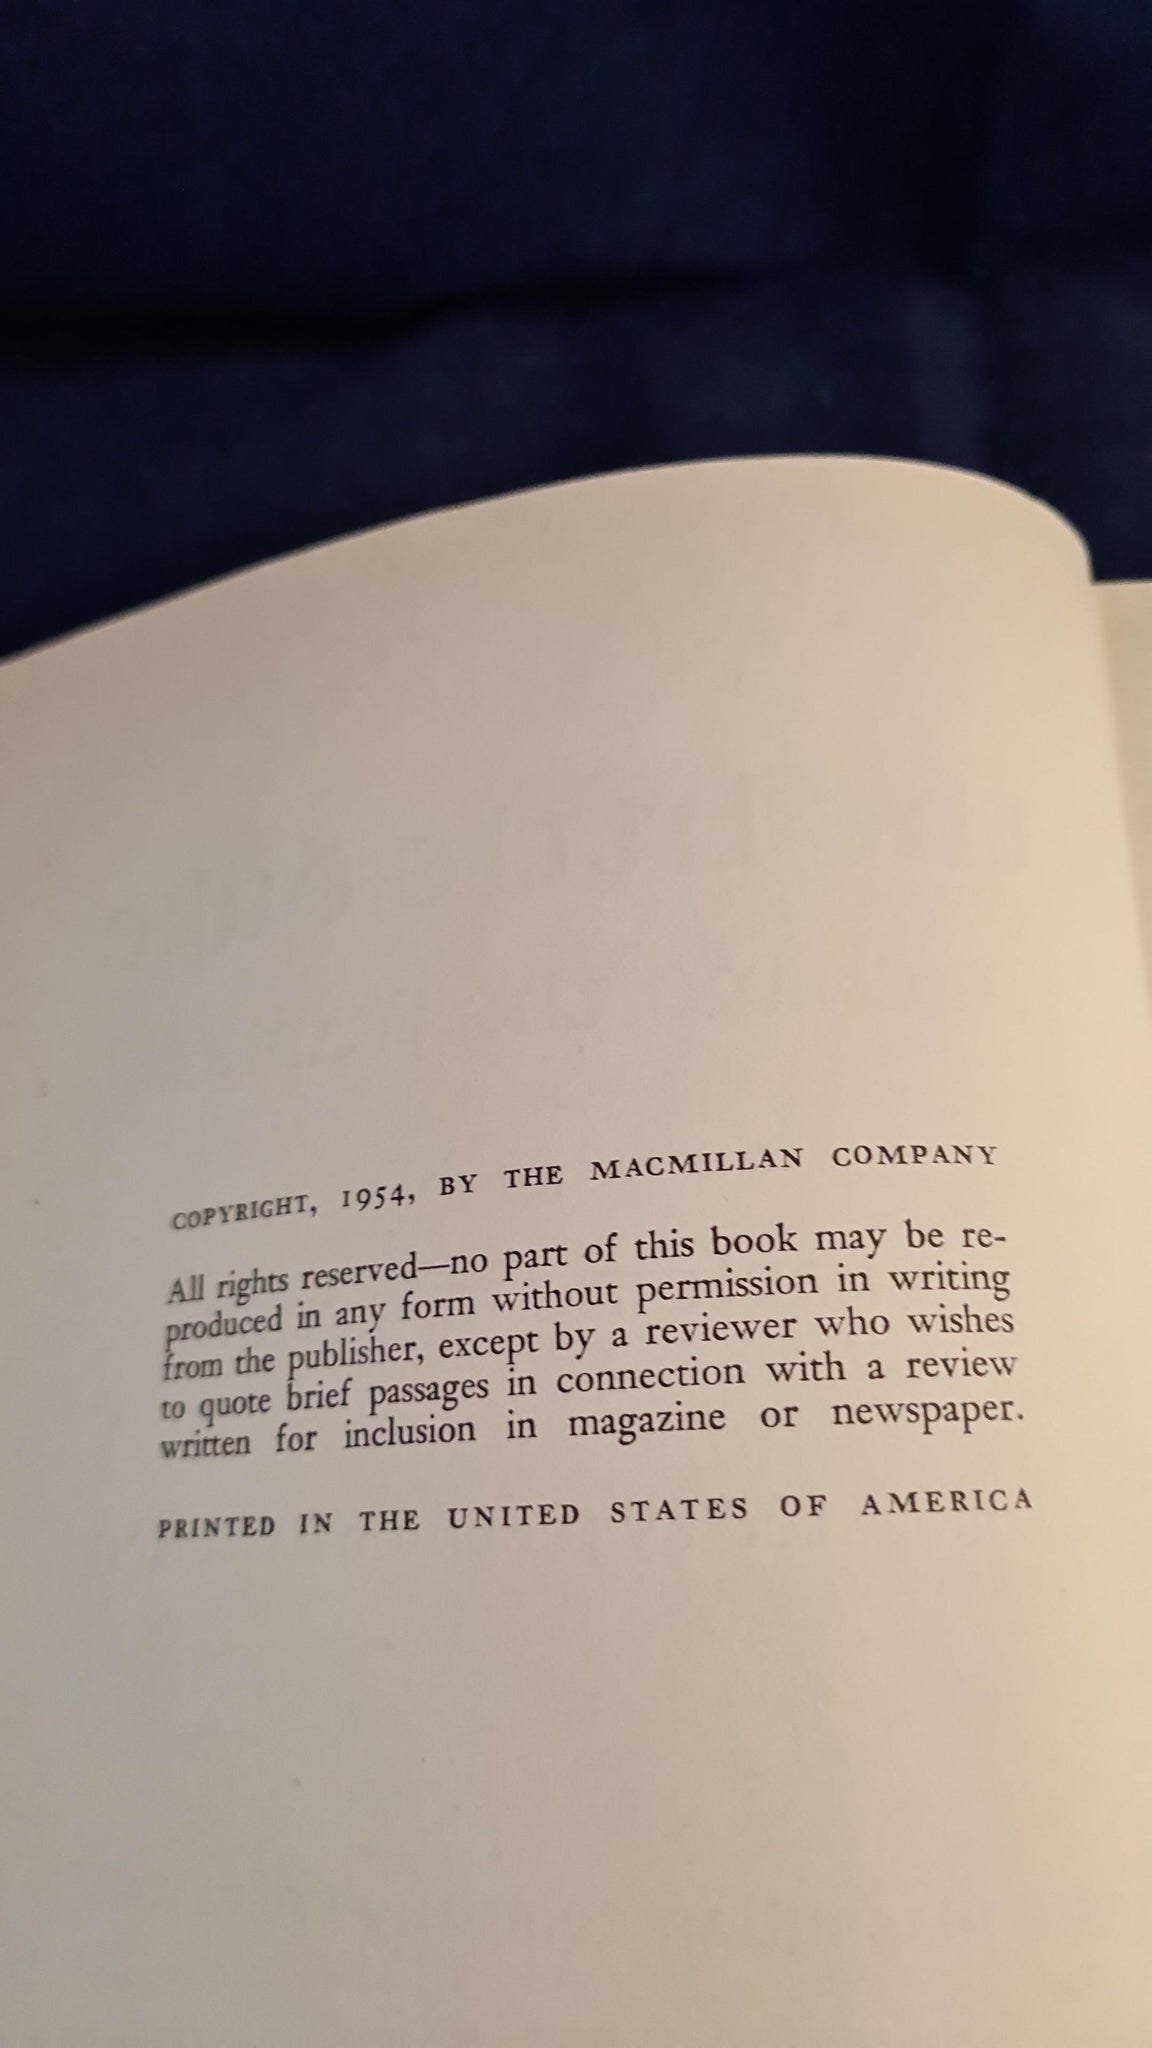 COPYRIGHT, 1954, BY THE MACMILLAN COMPANY
All rights reserved—no part of this book may be re-
produced in any form without permission in writing
from the publisher, except by a reviewer who wishes
to quote brief passages in connection with a review
written for inclusion in magazine or newspaper.
PRINTED IN THE UNITED STATES OF AMERICA